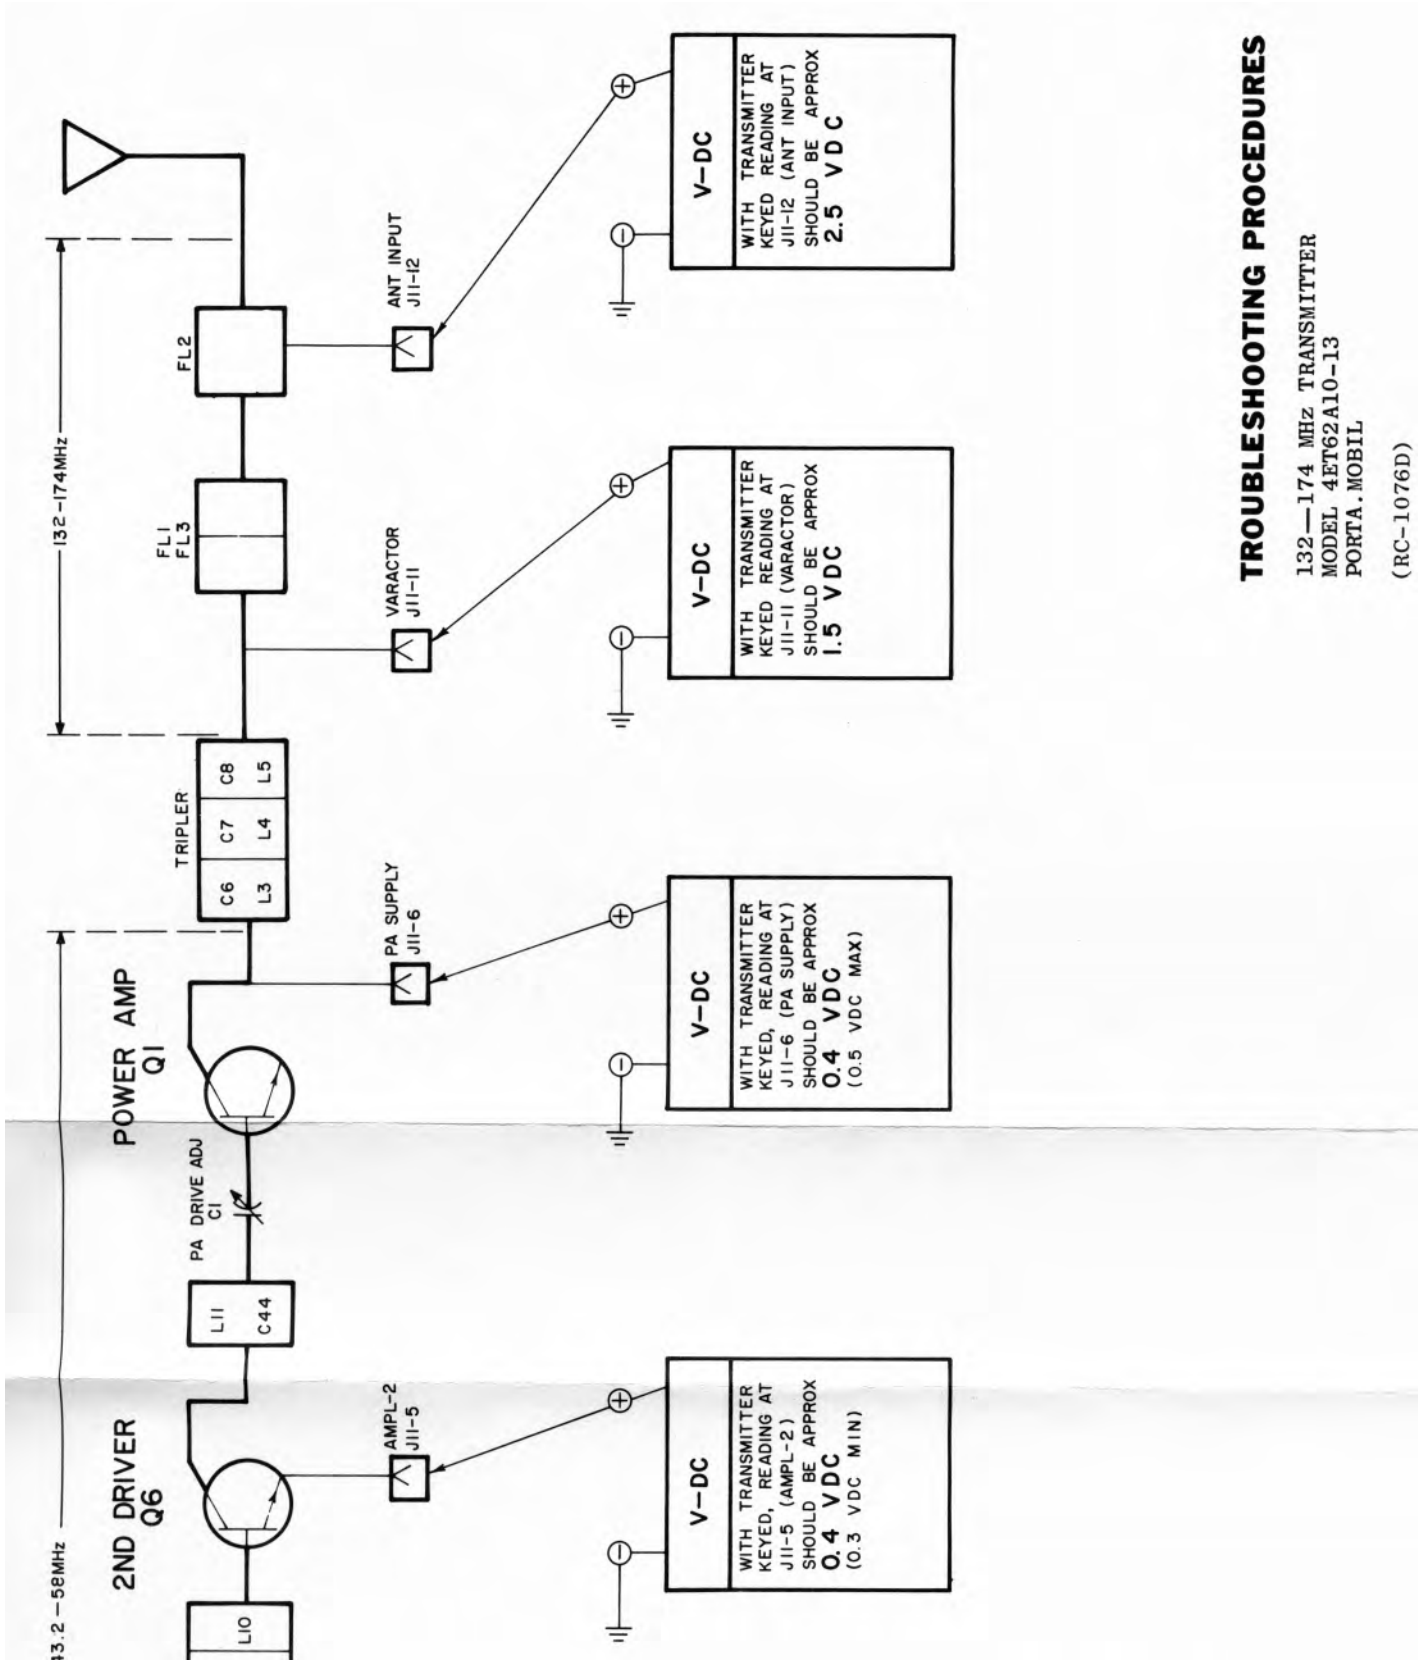 43.2–58MHz
132–174MHz
L10
2ND DRIVER
Q6
AMPL-2
J11-5
L11
C44
PA DRIVE ADJ
C1
POWER AMP
Q1
PA SUPPLY
J11-6
TRIPLER
C6 C7 C8
L3 L4 L5
VARACTOR
J11-11
FL1
FL3
FL2
ANT INPUT
J11-12
V-DC
WITH TRANSMITTER
KEYED, READING AT
J11-5 (AMPL-2)
SHOULD BE APPROX
0.4 VDC
(0.3 VDC MIN)
V-DC
WITH TRANSMITTER
KEYED, READING AT
J11-6 (PA SUPPLY)
SHOULD BE APPROX
0.4 VDC
(0.5 VDC MAX)
V-DC
WITH TRANSMITTER
KEYED READING AT
J11-11 (VARACTOR)
SHOULD BE APPROX
1.5 VDC
V-DC
WITH TRANSMITTER
KEYED READING AT
J11-12 (ANT INPUT)
SHOULD BE APPROX
2.5 VDC
TROUBLESHOOTING PROCEDURES
132—174 MHz TRANSMITTER
MODEL 4ET62A10-13
PORTA.MOBIL
(RC-1076D)